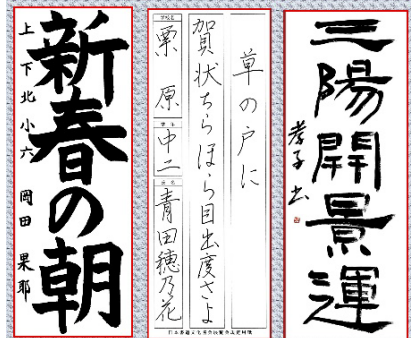 三陽開景運
孝子书
草の戸に
賀状ちらほら目出度さよ
栗原 中二 青田穂乃花
新春の朝
上下北小六 岡田果耶